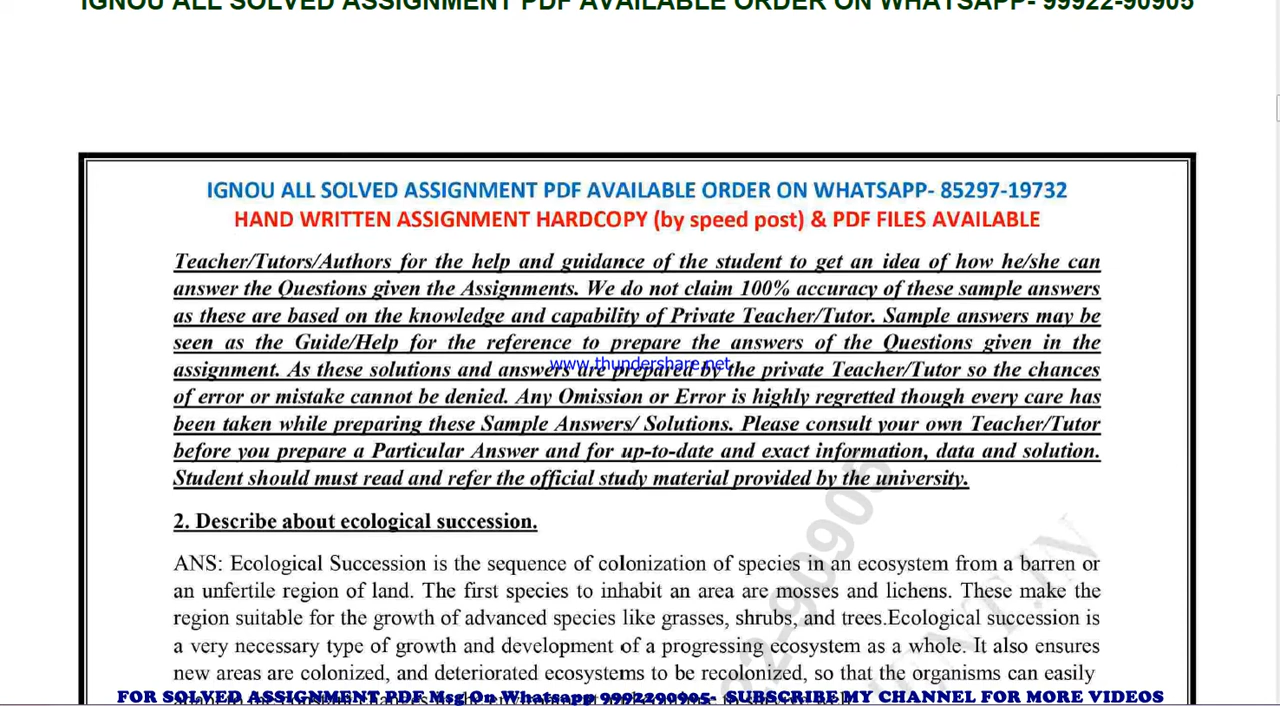 IGNOU ALL SOLVED ASSIGNMENT PDF AVAILABLE ORDER ON WHATSAPP- 99922-90905
IGNOU ALL SOLVED ASSIGNMENT PDF AVAILABLE ORDER ON WHATSAPP- 85297-19732
HAND WRITTEN ASSIGNMENT HARDCOPY (by speed post) & PDF FILES AVAILABLE
Teacher/Tutors/Authors for the help and guidance of the student to get an idea of how he/she can
answer the Questions given the Assignments. We do not claim 100% accuracy of these sample answers
as these are based on the knowledge and capability of Private Teacher/Tutor. Sample answers may be
seen as the Guide/Help for the reference to prepare the answers of the Questions given in the
www.thundershare.net
assignment. As these solutions and answers are prepared by the private Teacher/Tutor so the chances
of error or mistake cannot be denied. Any Omission or Error is highly regretted though every care has
been taken while preparing these Sample Answers/ Solutions. Please consult your own Teacher/Tutor
before you prepare a Particular Answer and for up-to-date and exact information, data and solution.
Student should must read and refer the official study material provided by the university.
2. Describe about ecological succession.
ANS: Ecological Succession is the sequence of colonization of species in an ecosystem from a barren or
an unfertile region of land. The first species to inhabit an area are mosses and lichens. These make the
region suitable for the growth of advanced species like grasses, shrubs, and trees.Ecological succession is
a very necessary type of growth and development of a progressing ecosystem as a whole. It also ensures
new areas are colonized, and deteriorated ecosystems to be recolonized, so that the organisms can easily
FOR SOLVED ASSIGNMENT PDF Msg On Whatsapp 9992290905- SUBSCRIBE MY CHANNEL FOR MORE VIDEOS